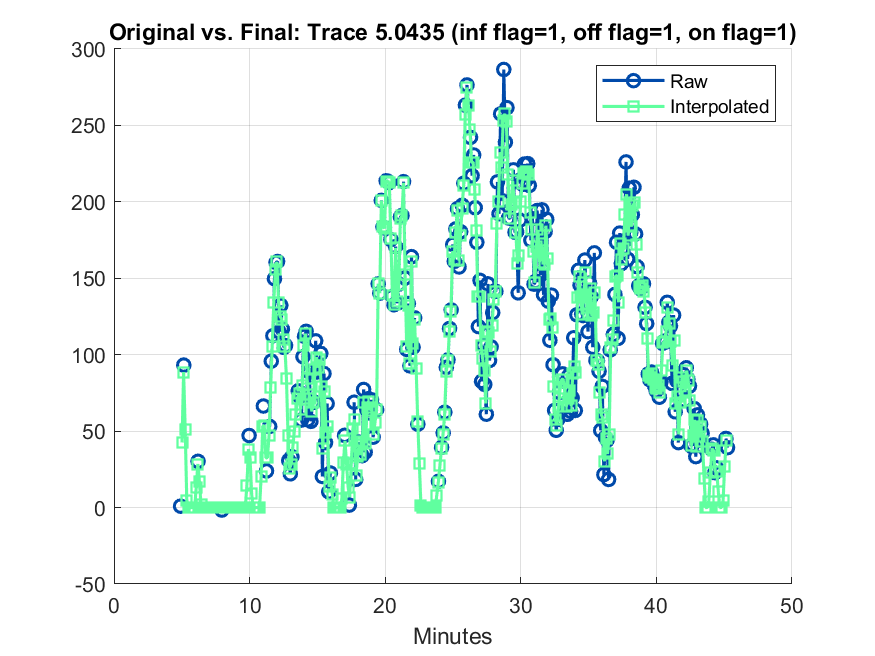 Original vs. Final: Trace 5.0435 (inf flag=1, off flag=1, on flag=1)
300
250
200
150
100
50
0
-50
Raw
Interpolated
0 10 20 30 40 50
Minutes